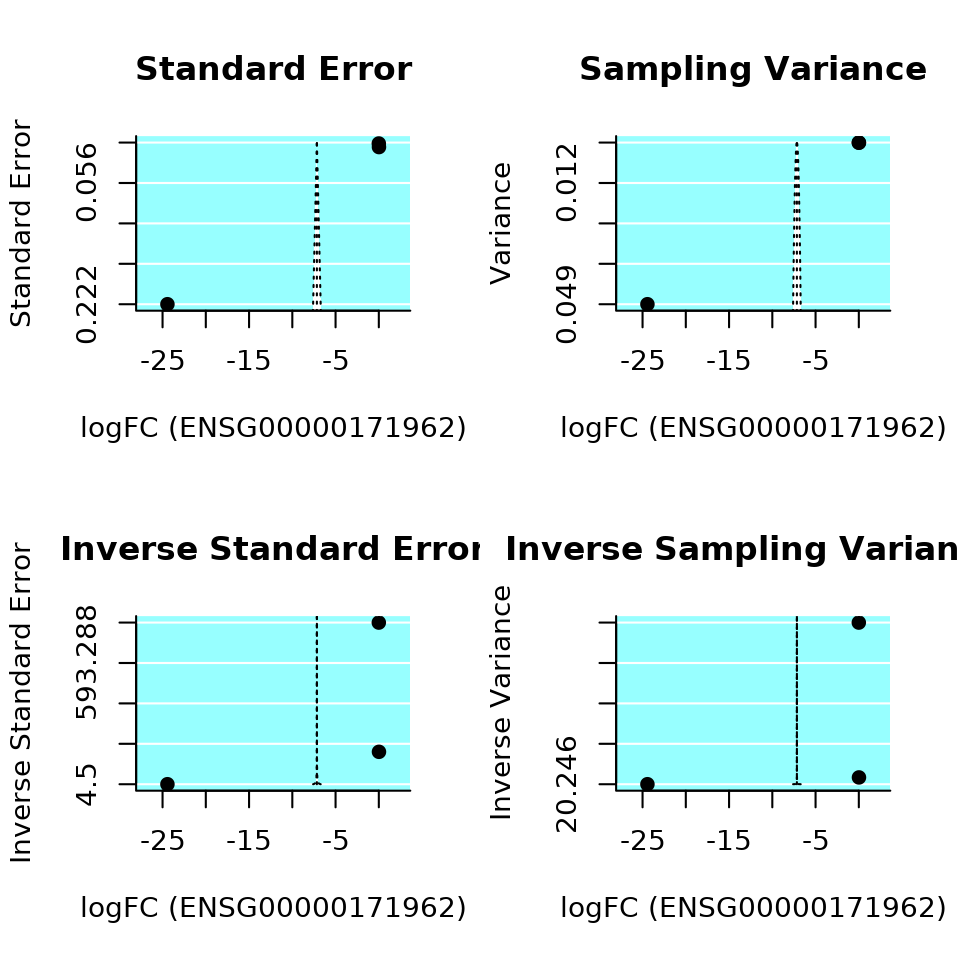 Standard Error
Standard Error
0.056
0.222
-25 -15 -5
logFC (ENSG00000171962)
Sampling Variance
Variance
0.012
0.049
-25 -15 -5
logFC (ENSG00000171962)
Inverse Standard Error
Inverse Standard Error
593.288
4.5
-25 -15 -5
logFC (ENSG00000171962)
Inverse Sampling Varian
Inverse Variance
20.246
-25 -15 -5
logFC (ENSG00000171962)